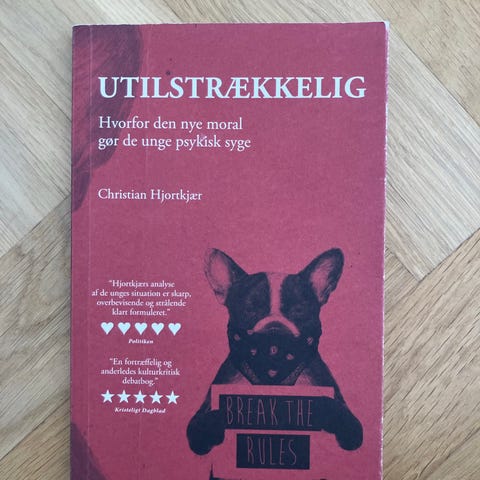 UTILSTRÆKKELIG
Hvorfor den nye moral
gør de unge psykisk syge
Christian Hjortkjær
"Hjortkjærs analyse
af de unges situation er skarp,
overbevisende og strålende
klart formuleret."
Politiken
"En fortræffelig og
anderledes kulturkritisk
debatbog."
Kristeligt Dagblad
BREAK THE
RULES